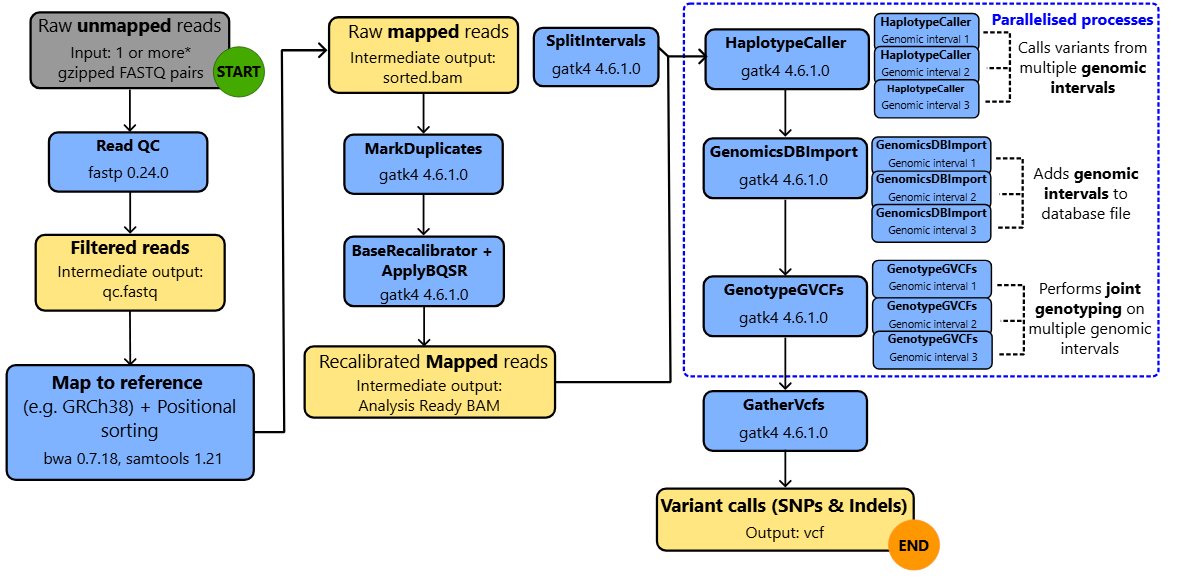 Raw unmapped reads
Input: 1 or more*
gzipped FASTQ pairs
START
Read QC
fastp 0.24.0
Filtered reads
Intermediate output:
qc.fastq
Map to reference
(e.g. GRCh38) + Positional
sorting
bwa 0.7.18, samtools 1.21
Raw mapped reads
Intermediate output:
sorted.bam
MarkDuplicates
gatk4 4.6.1.0
BaseRecalibrator +
ApplyBQSR
gatk4 4.6.1.0
Recalibrated Mapped reads
Intermediate output:
Analysis Ready BAM
SplitIntervals
gatk4 4.6.1.0
Parallelised processes
HaplotypeCaller
gatk4 4.6.1.0
HaplotypeCaller
Genomic interval 1
HaplotypeCaller
Genomic interval 2
HaplotypeCaller
Genomic interval 3
Calls variants from
multiple genomic
intervals
GenomicsDBImport
gatk4 4.6.1.0
GenomicsDBImport
Genomic interval 1
GenomicsDBImport
Genomic interval 2
GenomicsDBImport
Genomic interval 3
Adds genomic
intervals to
database file
GenotypeGVCFs
gatk4 4.6.1.0
GenotypeGVCFs
Genomic interval 1
GenotypeGVCFs
Genomic interval 2
GenotypeGVCFs
Genomic interval 3
Performs joint
genotyping on
multiple genomic
intervals
GatherVcfs
gatk4 4.6.1.0
Variant calls (SNPs & Indels)
Output: vcf
END